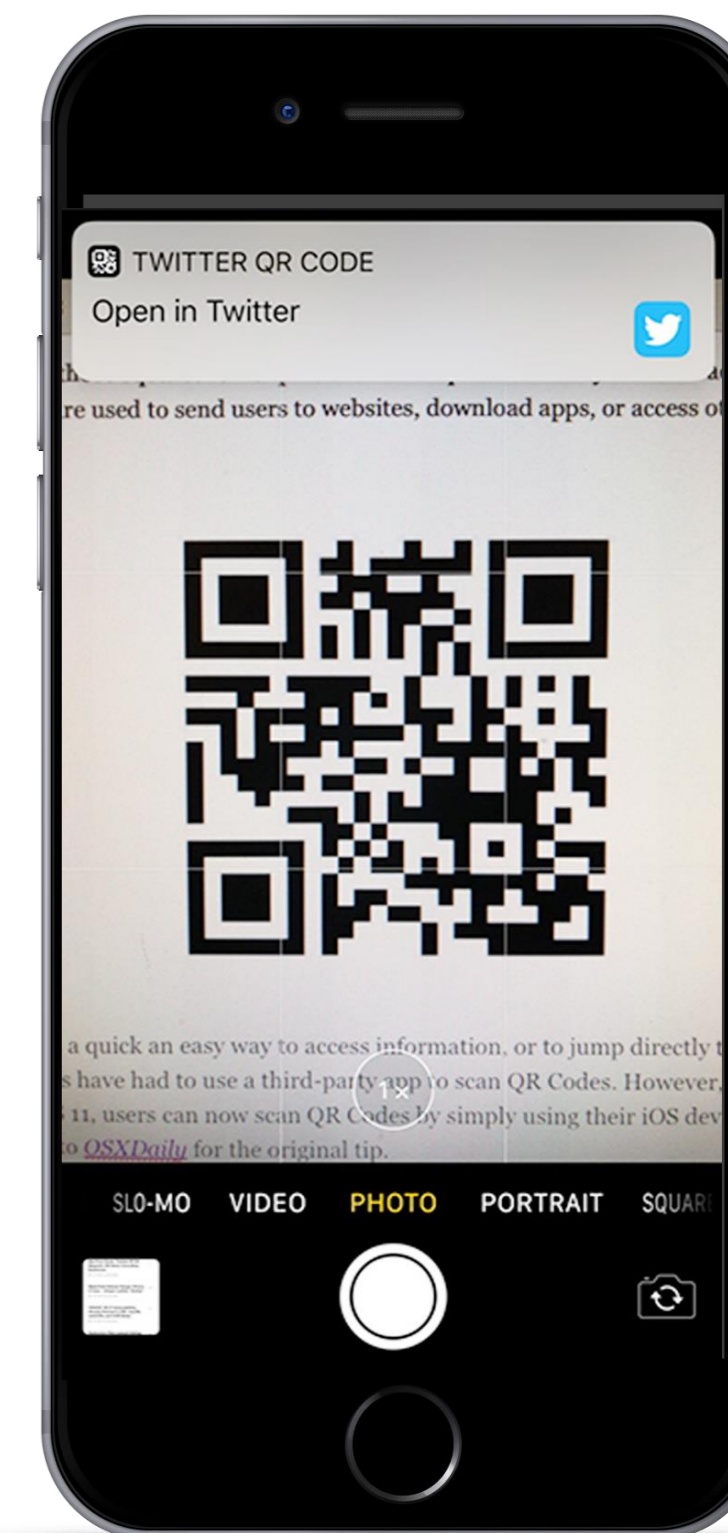 TWITTER QR CODE
Open in Twitter
re used to send users to websites, download apps, or access
a quick an easy way to access information, or to jump directly
s have had to use a third-party app to scan QR Codes. However,
11, users can now scan QR Codes by simply using their iOS dev
o OSXDaily for the original tip.
1x
SLO-MO VIDEO PHOTO PORTRAIT SQUAR